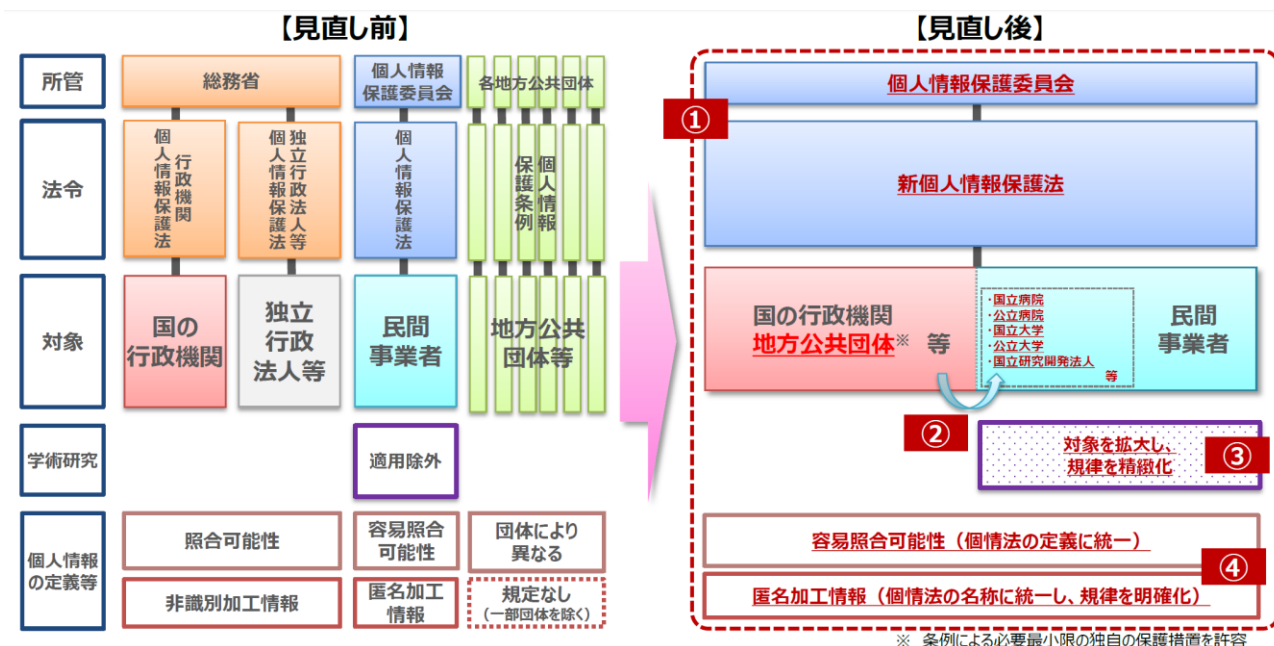 【見直し前】
【見直し後】
所管
総務省
個人情報
保護委員会
各地方公共団体
法令
行政機関
個人情報保護法
独立行政法人等
個人情報保護法
個人情報保護法
個人情報
保護条例
対象
国の
行政機関
独立
行政
法人等
民間
事業者
地方公共
団体等
学術研究
適用除外
個人情報
の定義等
照合可能性
容易照合
可能性
団体により
異なる
非識別加工情報
匿名加工
情報
規定なし
(一部団体を除く)
①
個人情報保護委員会
新個人情報保護法
国の行政機関
地方公共団体※ 等
・国立病院
・公立病院
・国立大学
・公立大学
・国立研究開発法人
等
民間
事業者
②
対象を拡大し、
規律を精緻化
③
容易照合可能性（個情法の定義に統一）
④
匿名加工情報（個情法の名称に統一し、規律を明確化）
※ 条例による必要最小限の独自の保護措置を許容